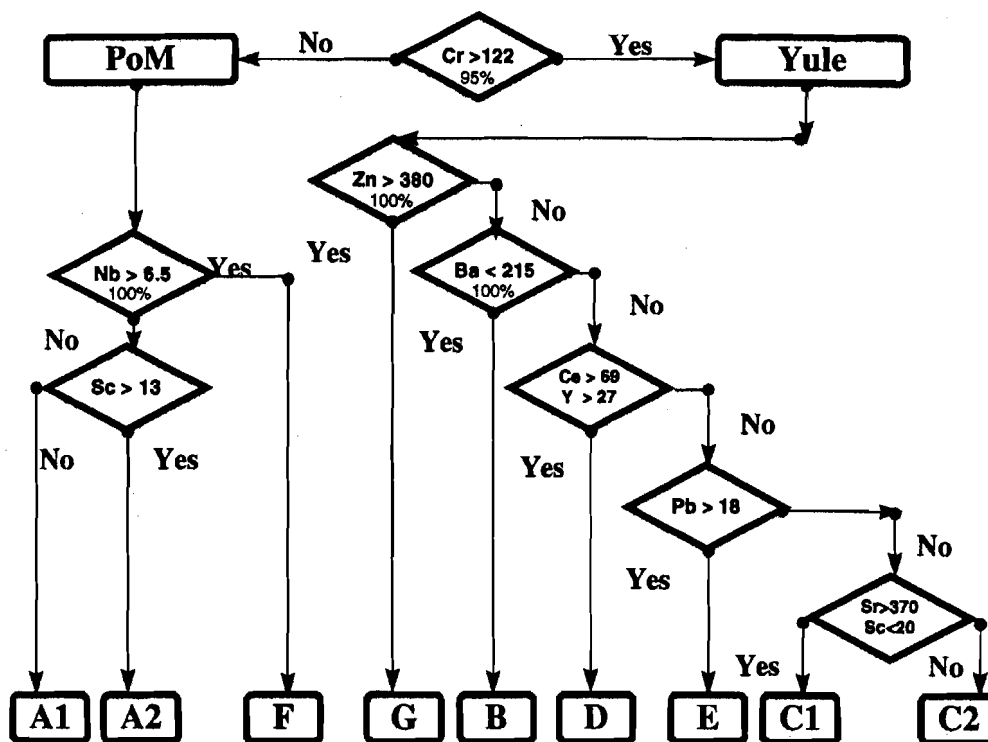 PoM
No
Cr >122
95%
Yes
Yule
Zn > 380
100%
No
Yes
Nb > 6.5
100%
Yes
Ba < 215
100%
No
Yes
No
Sc > 13
Ce > 69
Y > 27
No
No
Yes
Yes
Pb > 18
No
Yes
Sr>370
Sc<20
Yes
No
A1
A2
F
G
B
D
E
C1
C2